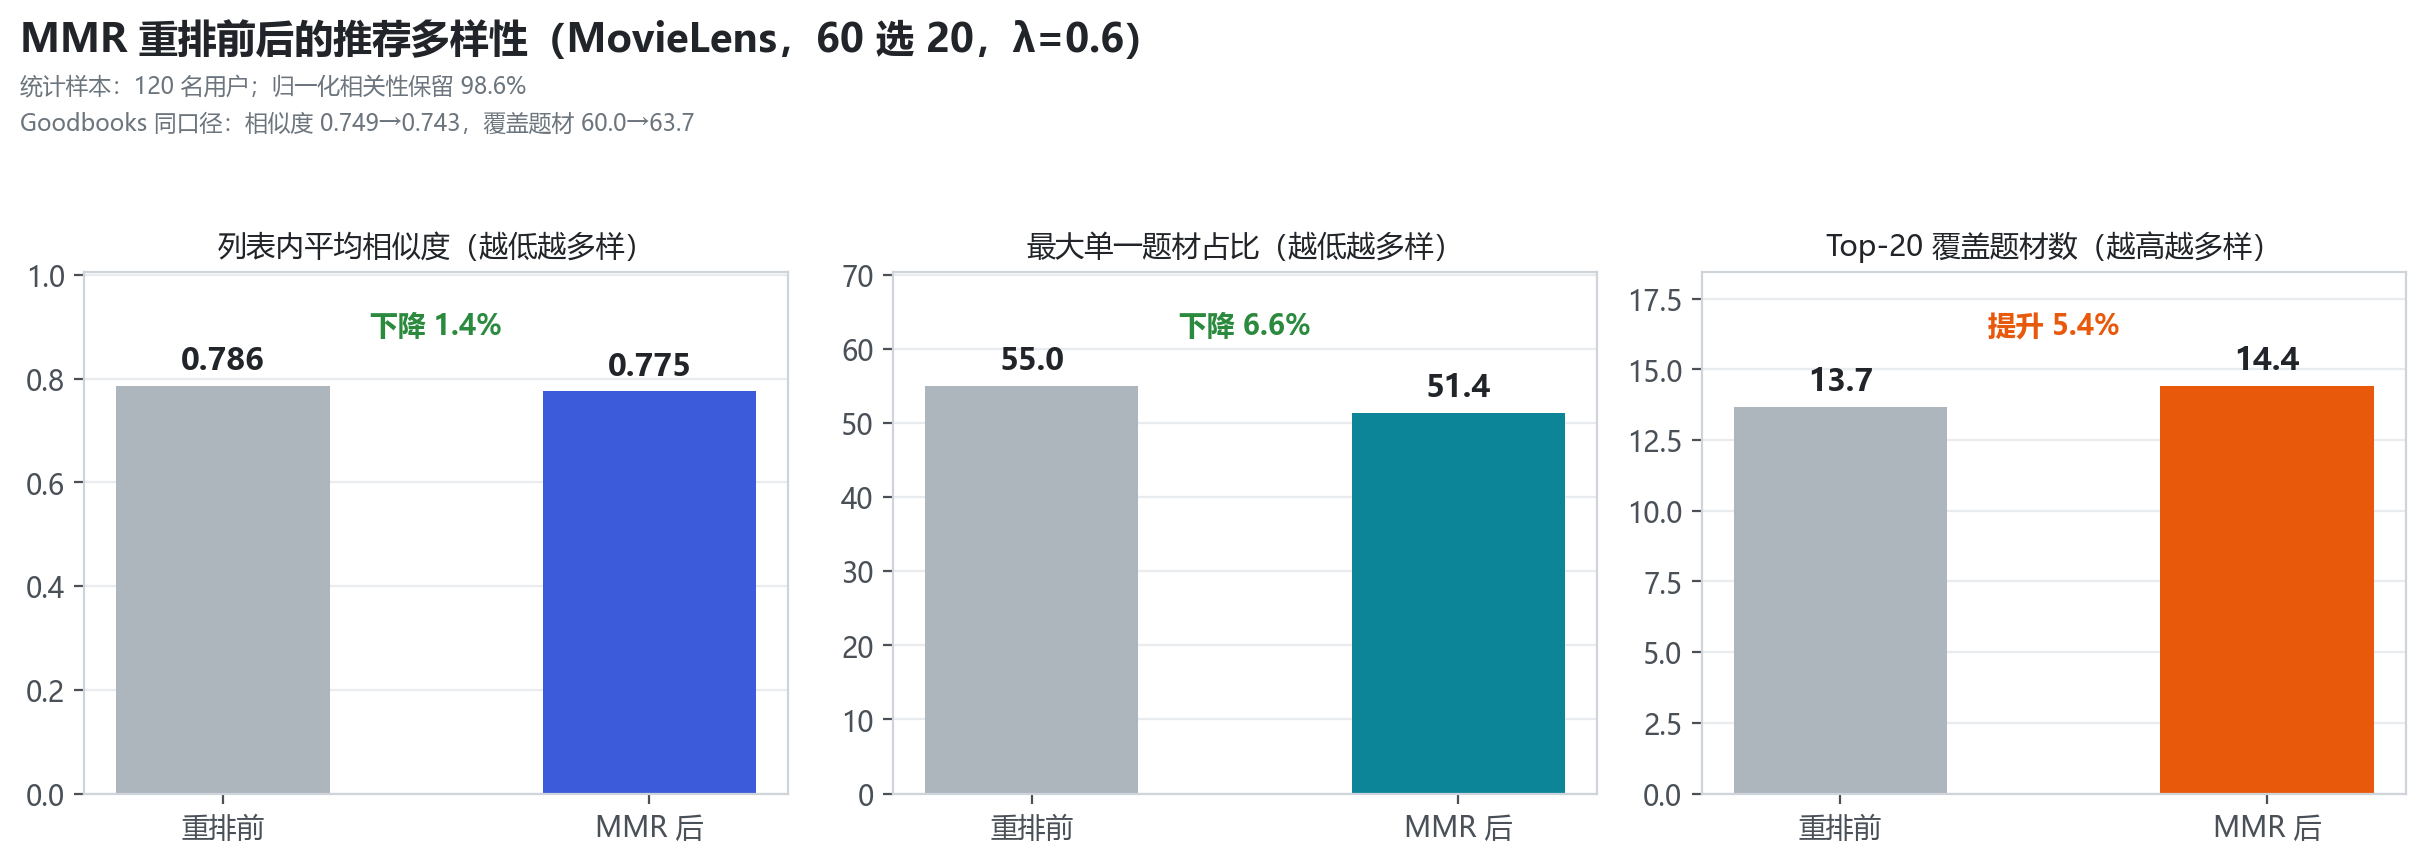 MMR 重排前后的推荐多样性（MovieLens，60 选 20，λ=0.6）
统计样本：120 名用户；归一化相关性保留 98.6%
Goodbooks 同口径：相似度 0.749→0.743，覆盖题材 60.0→63.7
列表内平均相似度（越低越多样）
1.0
0.8
0.6
0.4
0.2
0.0
下降 1.4%
0.786
0.775
重排前
MMR 后
最大单一题材占比（越低越多样）
70
60
50
40
30
20
10
0
下降 6.6%
55.0
51.4
重排前
MMR 后
Top-20 覆盖题材数（越高越多样）
17.5
15.0
12.5
10.0
7.5
5.0
2.5
0.0
提升 5.4%
13.7
14.4
重排前
MMR 后